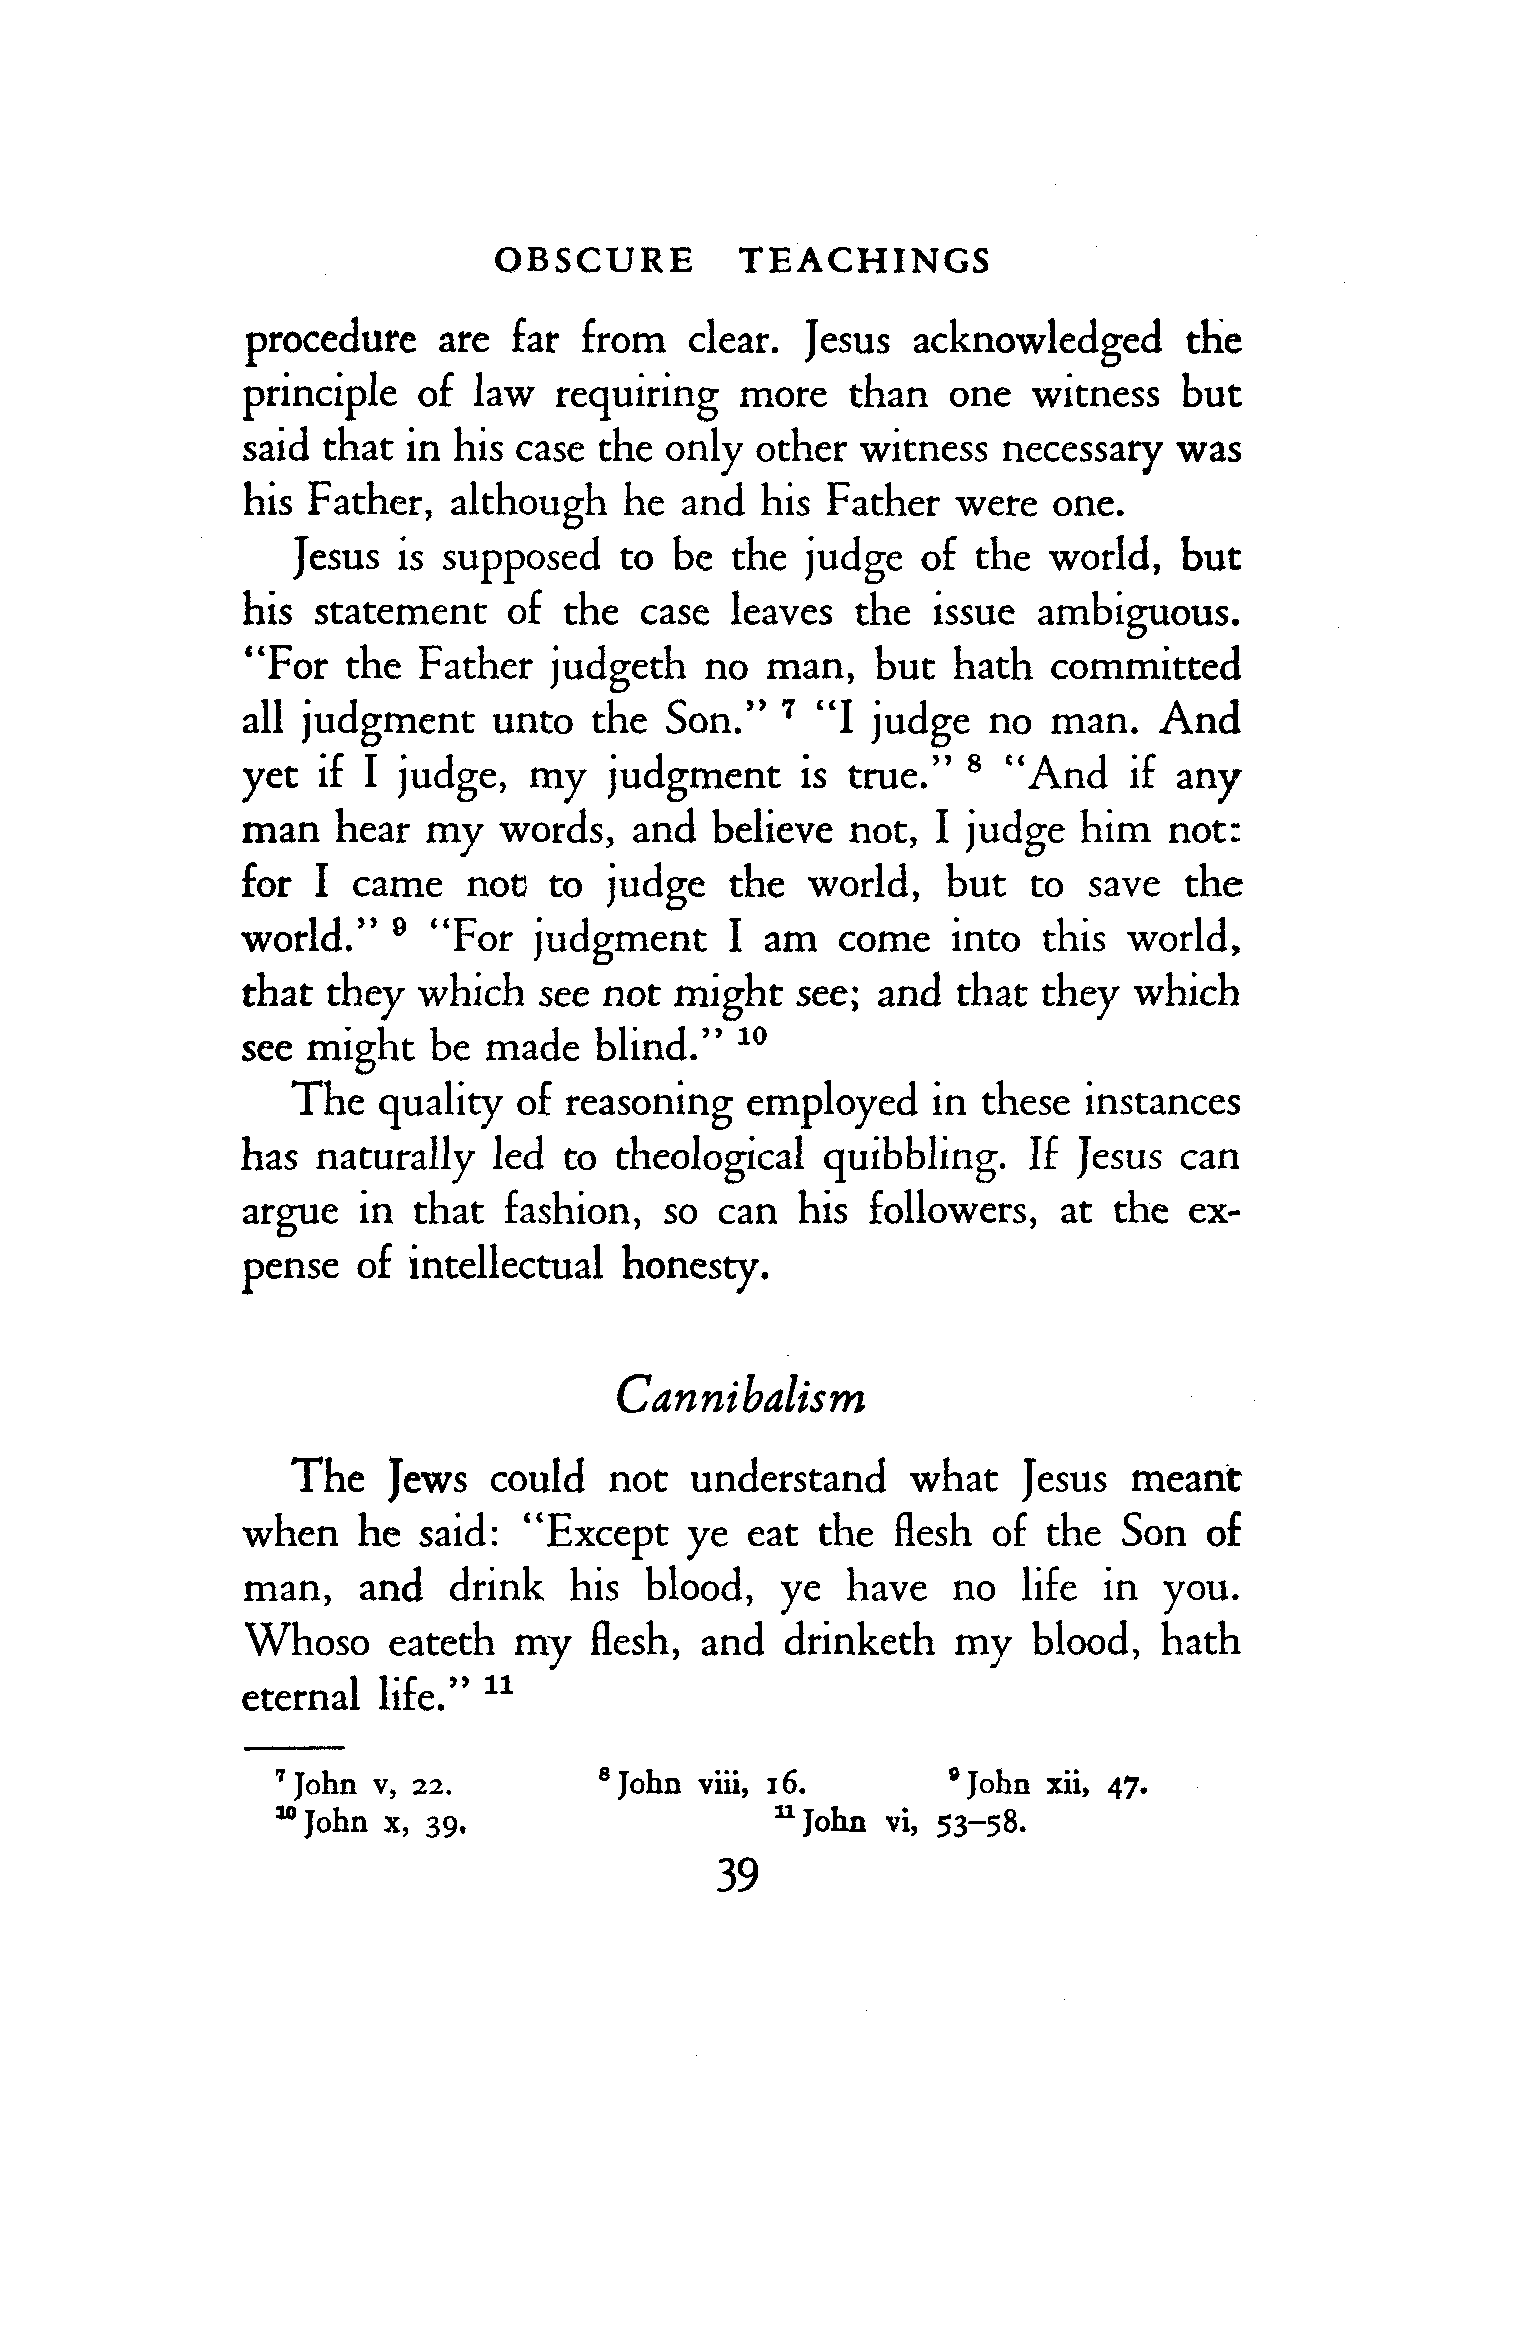 OBSCURE TEACHINGS
procedure are far from clear. Jesus acknowledged the
principle of law requiring more than one witness but
said that in his case the only other witness necessary was
his Father, although he and his Father were one.
Jesus is supposed to be the judge of the world, but
his statement of the case leaves the issue ambiguous.
“For the Father judgeth no man, but hath committed
all judgment unto the Son.” ⁷ “I judge no man. And
yet if I judge, my judgment is true.” ⁸ “And if any
man hear my words, and believe not, I judge him not:
for I came not to judge the world, but to save the
world.” ⁹ “For judgment I am come into this world,
that they which see not might see; and that they which
see might be made blind.” ¹⁰
The quality of reasoning employed in these instances
has naturally led to theological quibbling. If Jesus can
argue in that fashion, so can his followers, at the ex-
pense of intellectual honesty.
Cannibalism
The Jews could not understand what Jesus meant
when he said: “Except ye eat the flesh of the Son of
man, and drink his blood, ye have no life in you.
Whoso eateth my flesh, and drinketh my blood, hath
eternal life.” ¹¹
⁷ John v, 22. ⁸ John viii, 16. ⁹ John xii, 47.
¹⁰ John x, 39. ¹¹ John vi, 53–58.
39